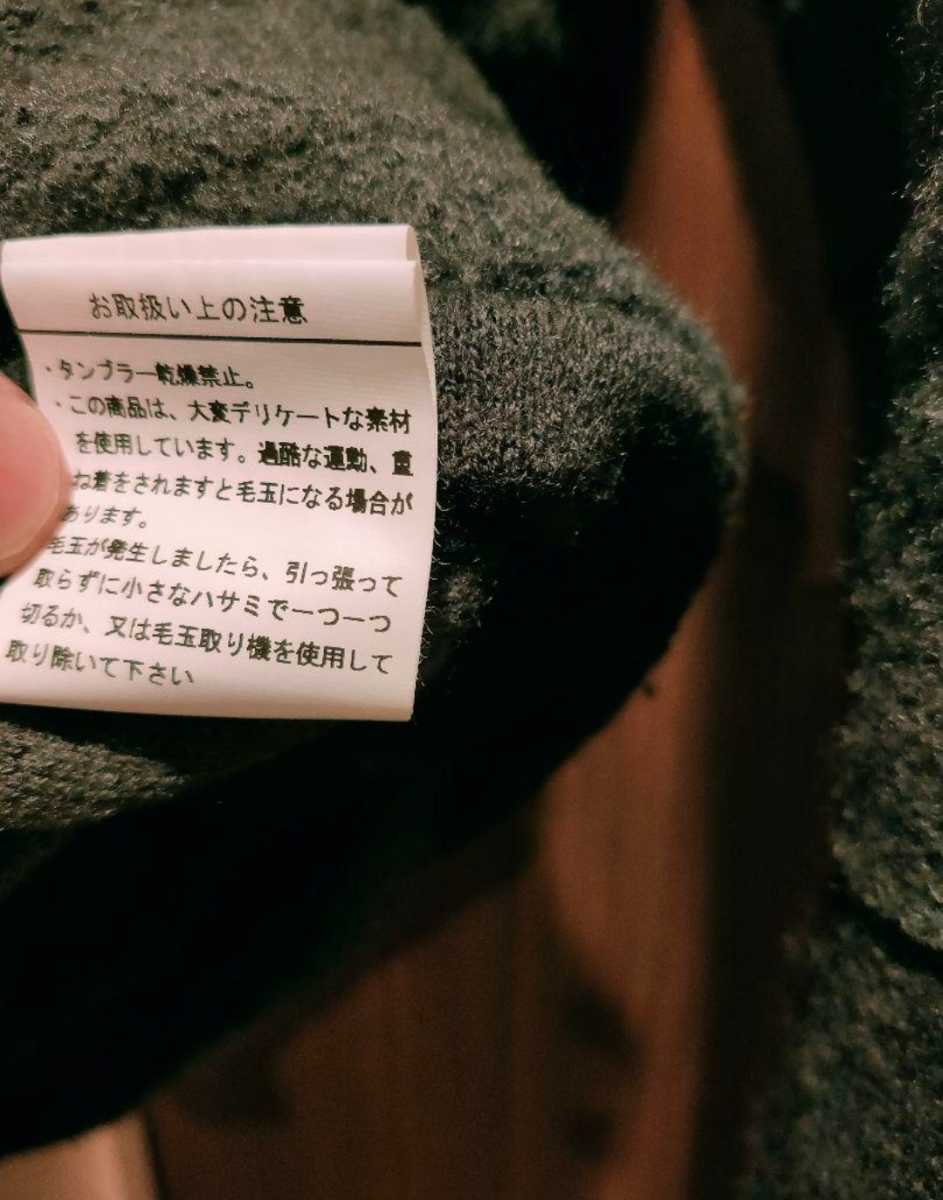 お取扱い上の注意
・タンブラー乾燥禁止。
・この商品は、大変デリケートな素材
を使用しています。過酷な運動、重
ね着をされますと毛玉になる場合が
あります。
毛玉が発生しましたら、引っ張って
取らずに小さなハサミで一つ一つ
切るか、又は毛玉取り機を使用して
取り除いて下さい